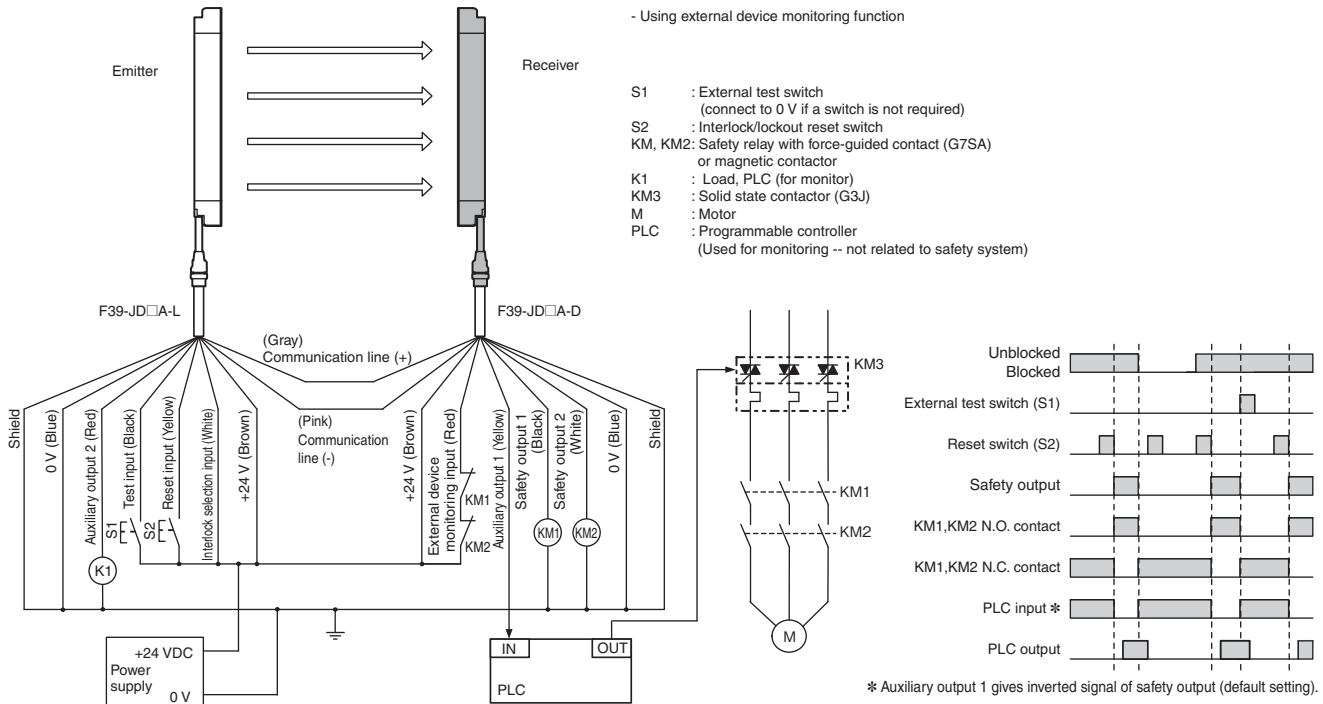 - Using external device monitoring function
Emitter
Receiver
S1 : External test switch
(connect to 0 V if a switch is not required)
S2 : Interlock/lockout reset switch
KM, KM2: Safety relay with force-guided contact (G7SA)
or magnetic contactor
K1 : Load, PLC (for monitor)
KM3 : Solid state contactor (G3J)
M : Motor
PLC : Programmable controller
(Used for monitoring -- not related to safety system)
F39-JD□A-L
F39-JD□A-D
(Gray)
Communication line (+)
(Pink)
Communication
line (-)
Shield
0 V (Blue)
Auxiliary output 2 (Red)
Test input (Black)
Reset input (Yellow)
Interlock selection input (White)
+24 V (Brown)
S1
S2
K1
+24 V (Brown)
External device
monitoring input (Red)
Auxiliary output 1 (Yellow)
Safety output 1
(Black)
Safety output 2
(White)
0 V (Blue)
Shield
KM1
KM2
KM1
KM2
+24 VDC
Power
supply
0 V
IN
OUT
PLC
KM3
KM1
KM2
M
Unblocked
Blocked
External test switch (S1)
Reset switch (S2)
Safety output
KM1,KM2 N.O. contact
KM1,KM2 N.C. contact
PLC input ✻
PLC output
✻ Auxiliary output 1 gives inverted signal of safety output (default setting).